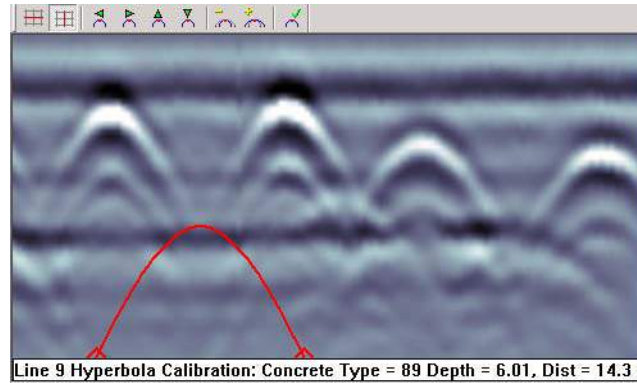 Line 9 Hyperbola Calibration: Concrete Type = 89 Depth = 6.01, Dist = 14.3